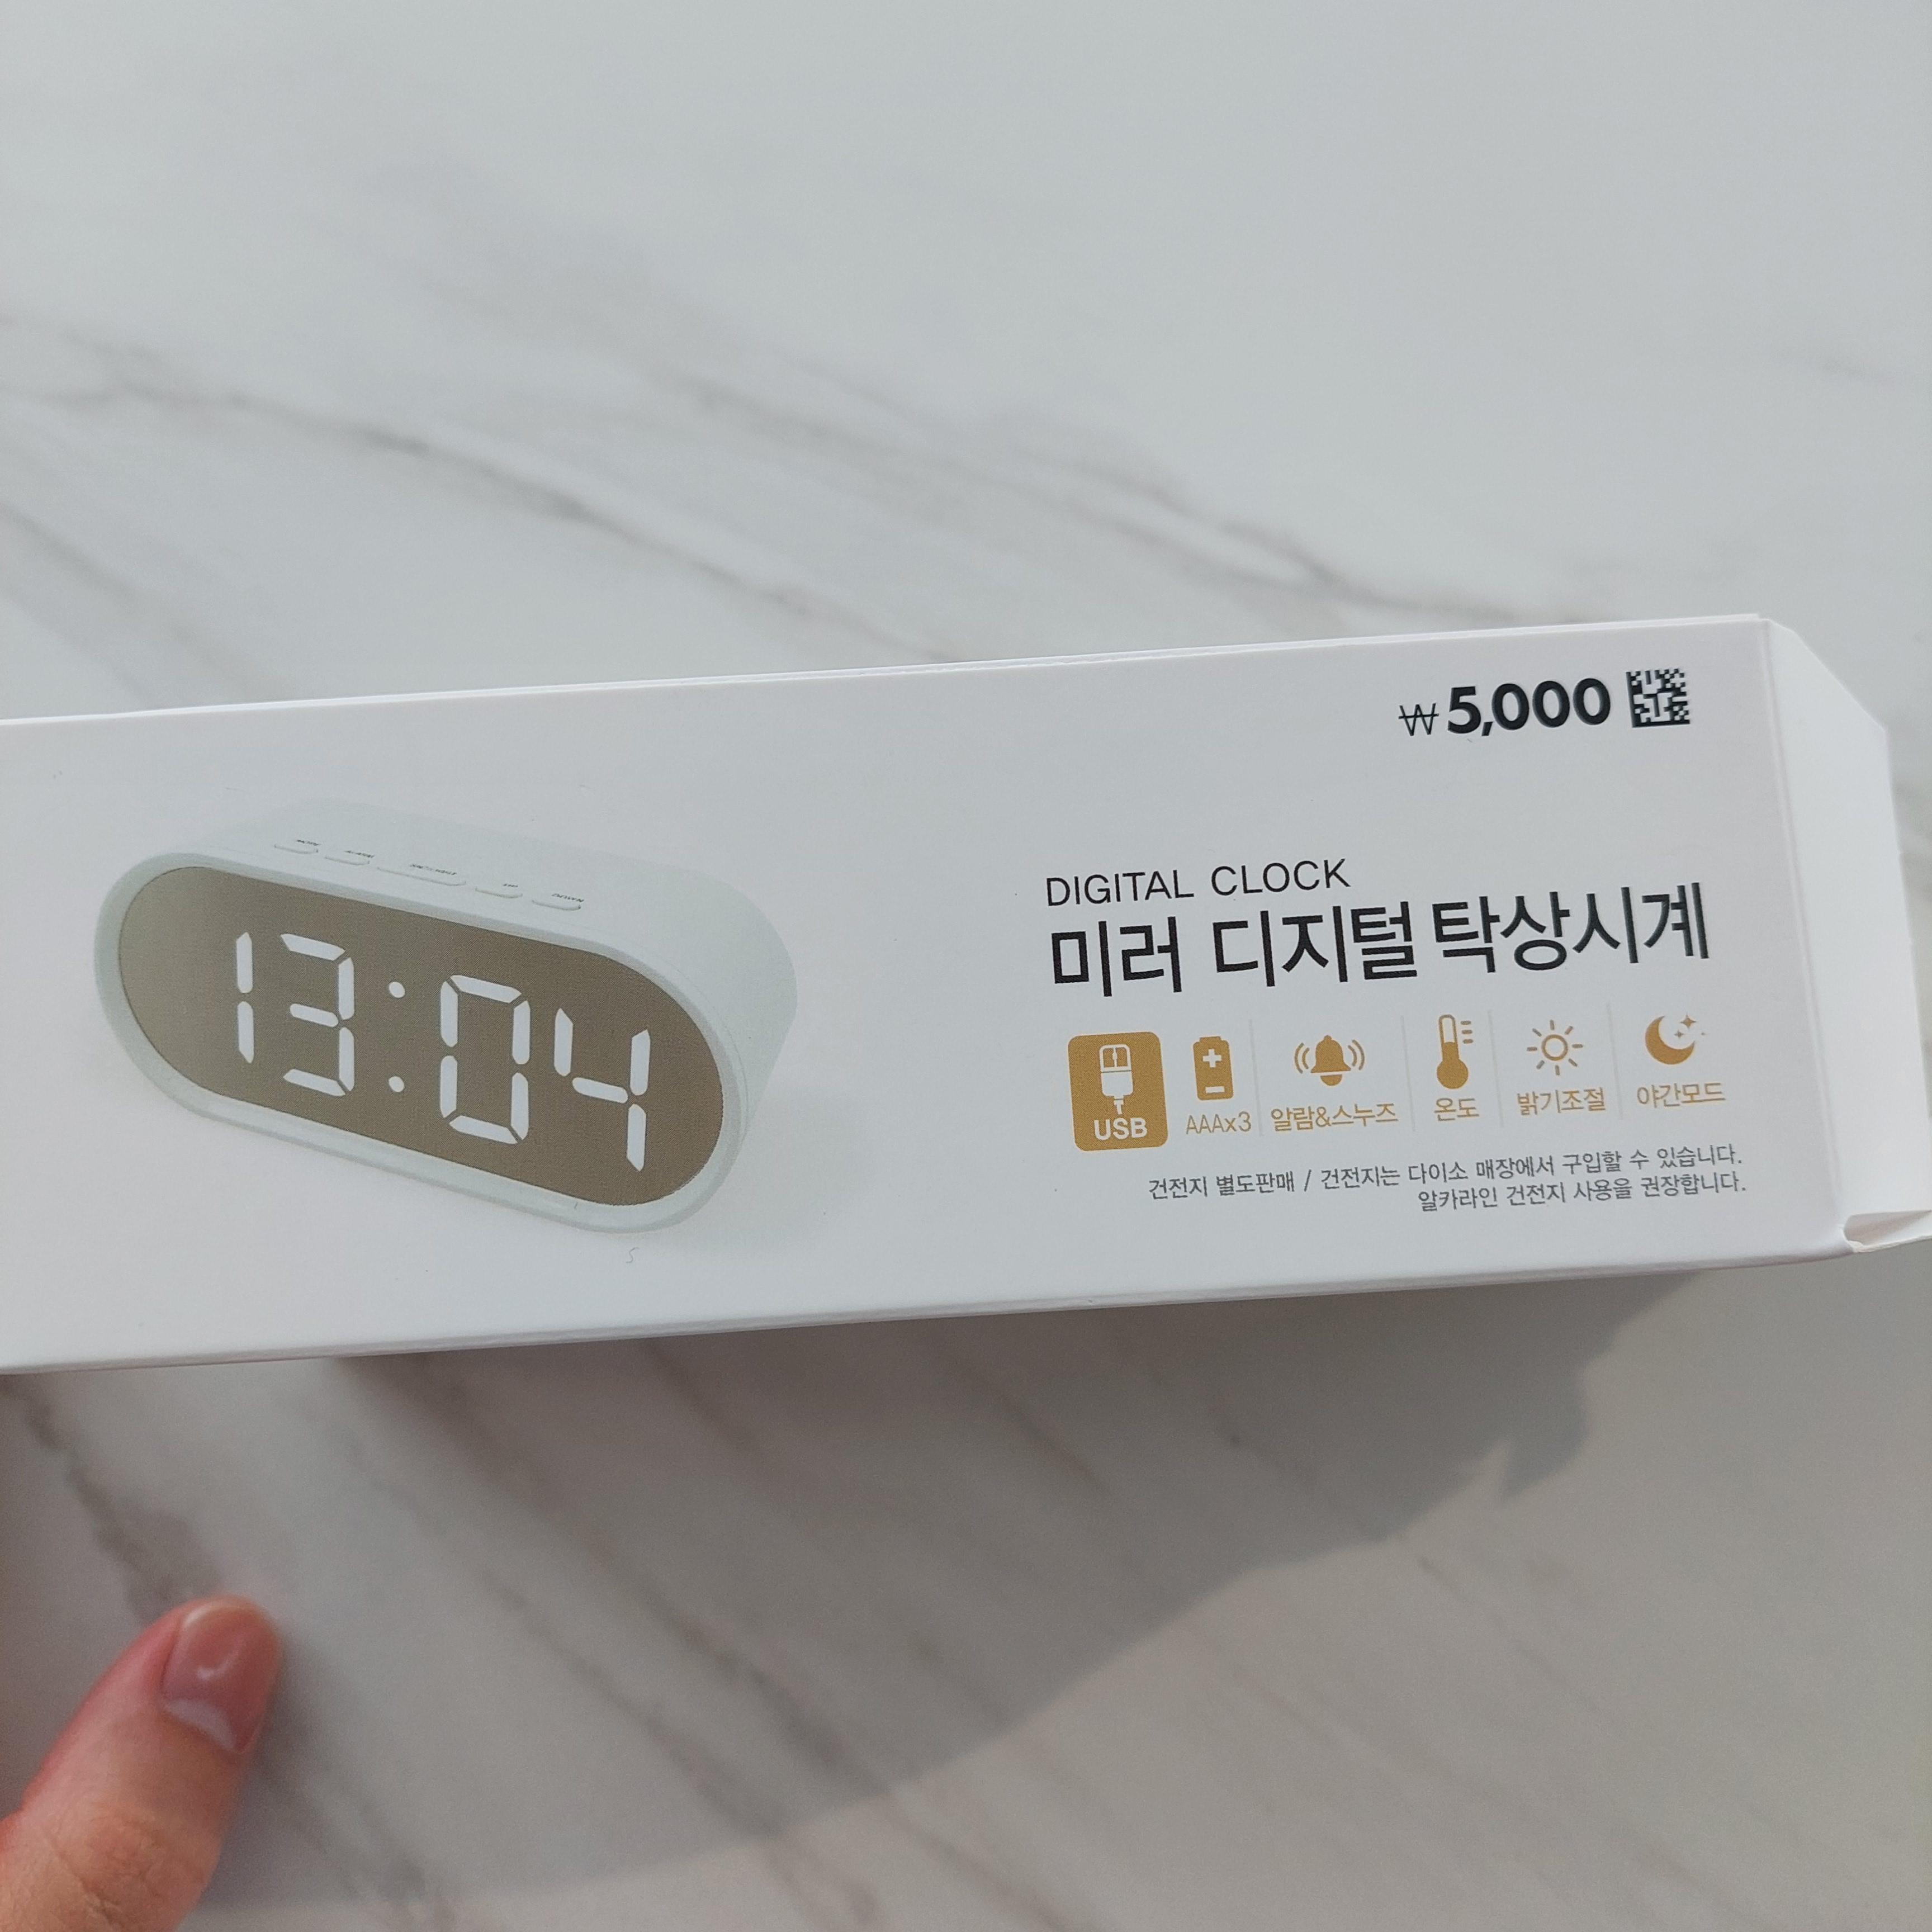 ₩5,000
DIGITAL CLOCK
미러 디지털 탁상시계
13:04
USB
AAAx3
알람&스누즈
온도
밝기조절
야간모드
건전지 별도판매 / 건전지는 다이소 매장에서 구입할 수 있습니다.
알카라인 건전지 사용을 권장합니다.